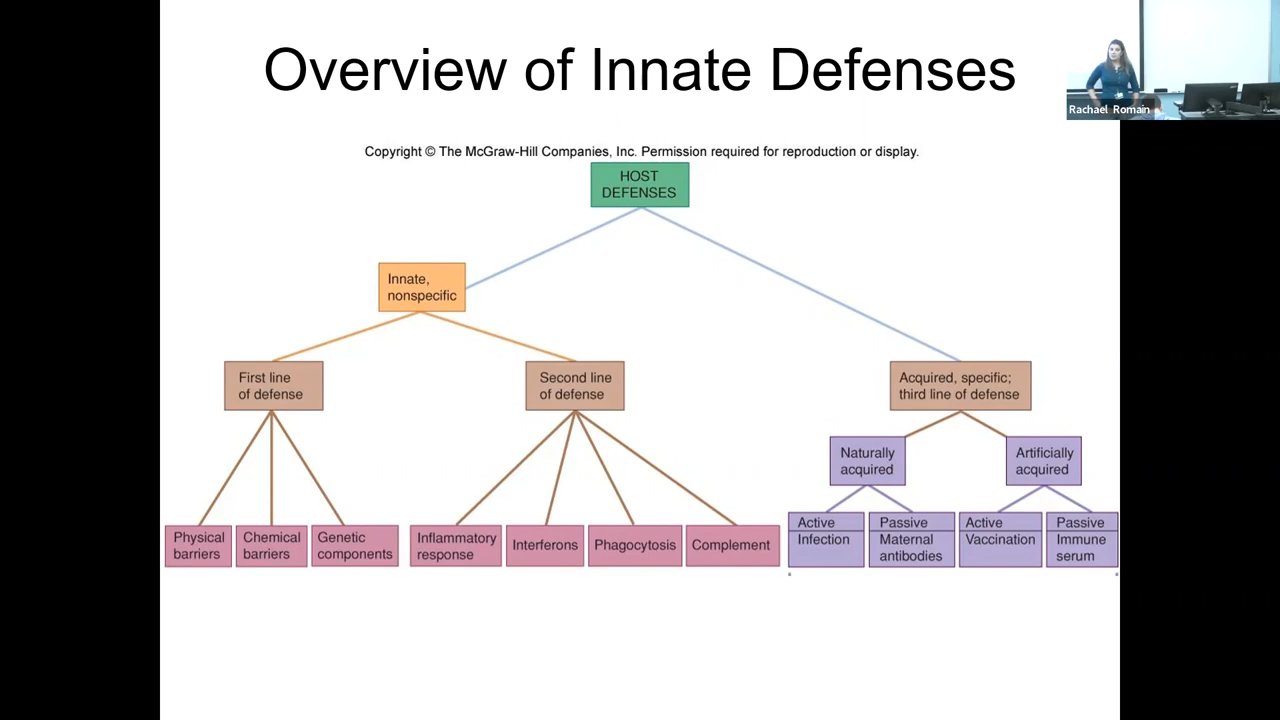 Overview of Innate Defenses
Rachael Romain
Copyright © The McGraw-Hill Companies, Inc. Permission required for reproduction or display.
HOST
DEFENSES
Innate,
nonspecific
First line
of defense
Second line
of defense
Acquired, specific;
third line of defense
Naturally
acquired
Artificially
acquired
Physical
barriers
Chemical
barriers
Genetic
components
Inflammatory
response
Interferons
Phagocytosis
Complement
Active
Infection
Passive
Maternal
antibodies
Active
Vaccination
Passive
Immune
serum